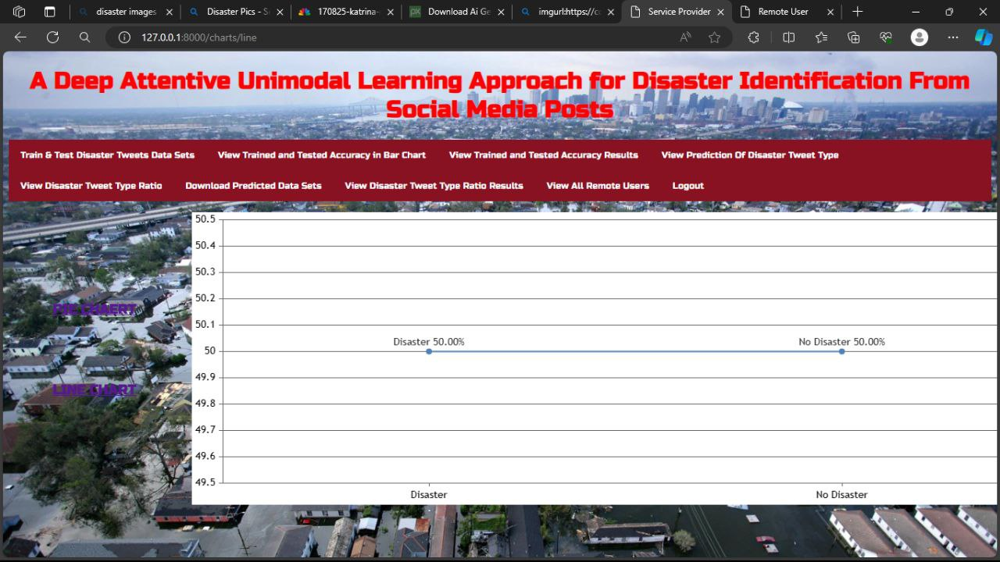 disaster images
Disaster Pics - S
170825-katrina-
Download Ai Ge
imgurl:https://c
Service Provider
Remote User
127.0.0.1:8000/charts/line
A Deep Attentive Unimodal Learning Approach for Disaster Identification From
Social Media Posts
Train & Test Disaster Tweets Data Sets
View Trained and Tested Accuracy in Bar Chart
View Trained and Tested Accuracy Results
View Prediction Of Disaster Tweet Type
View Disaster Tweet Type Ratio
Download Predicted Data Sets
View Disaster Tweet Type Ratio Results
View All Remote Users
Logout
PIE CHAERT
LINE CHART
50.5
50.4
50.3
50.2
50.1
50
49.9
49.8
49.7
49.6
49.5
Disaster 50.00%
No Disaster 50.00%
Disaster
No Disaster